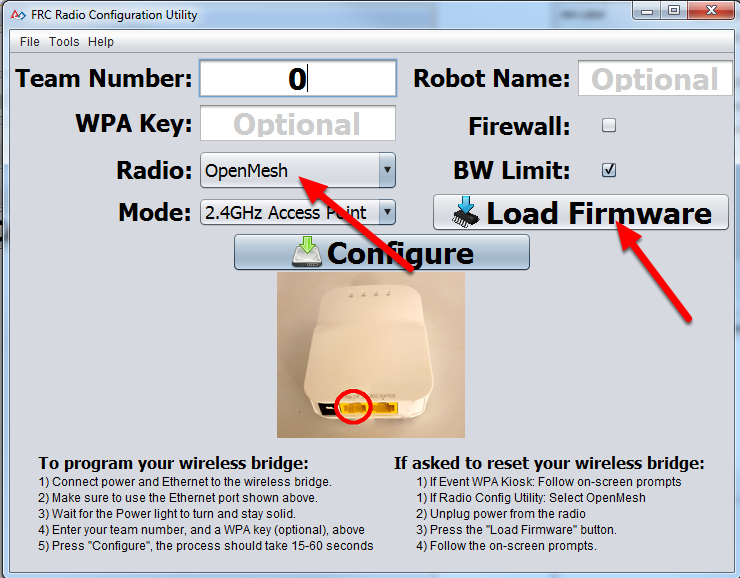 FRC Radio Configuration Utility
File Tools Help
Team Number: 0 Robot Name: Optional
WPA Key: Optional Firewall:
Radio: OpenMesh BW Limit:
Mode: 2.4GHz Access Point Load Firmware
Configure
To program your wireless bridge:
1) Connect power and Ethernet to the wireless bridge.
2) Make sure to use the Ethernet port shown above.
3) Wait for the Power light to turn and stay solid.
4) Enter your team number, and a WPA key (optional), above
5) Press "Configure", the process should take 15-60 seconds
If asked to reset your wireless bridge:
1) If Event WPA Kiosk: Follow on-screen prompts
1) If Radio Config Utility: Select OpenMesh
2) Unplug power from the radio
3) Press the "Load Firmware" button.
4) Follow the on-screen prompts.